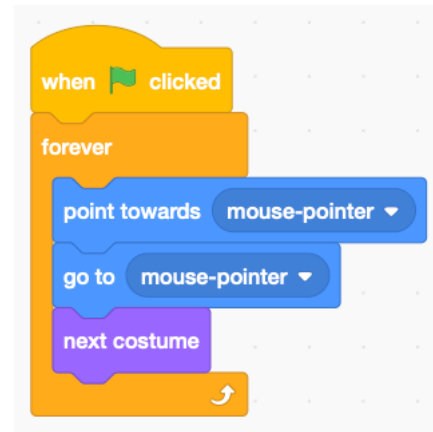 when clicked
forever
point towards mouse-pointer
go to mouse-pointer
next costume